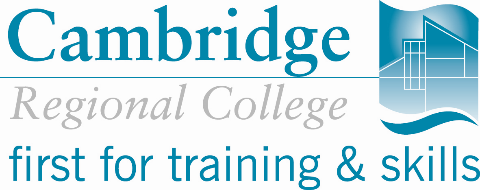 Cambridge
Regional College
first for training & skills